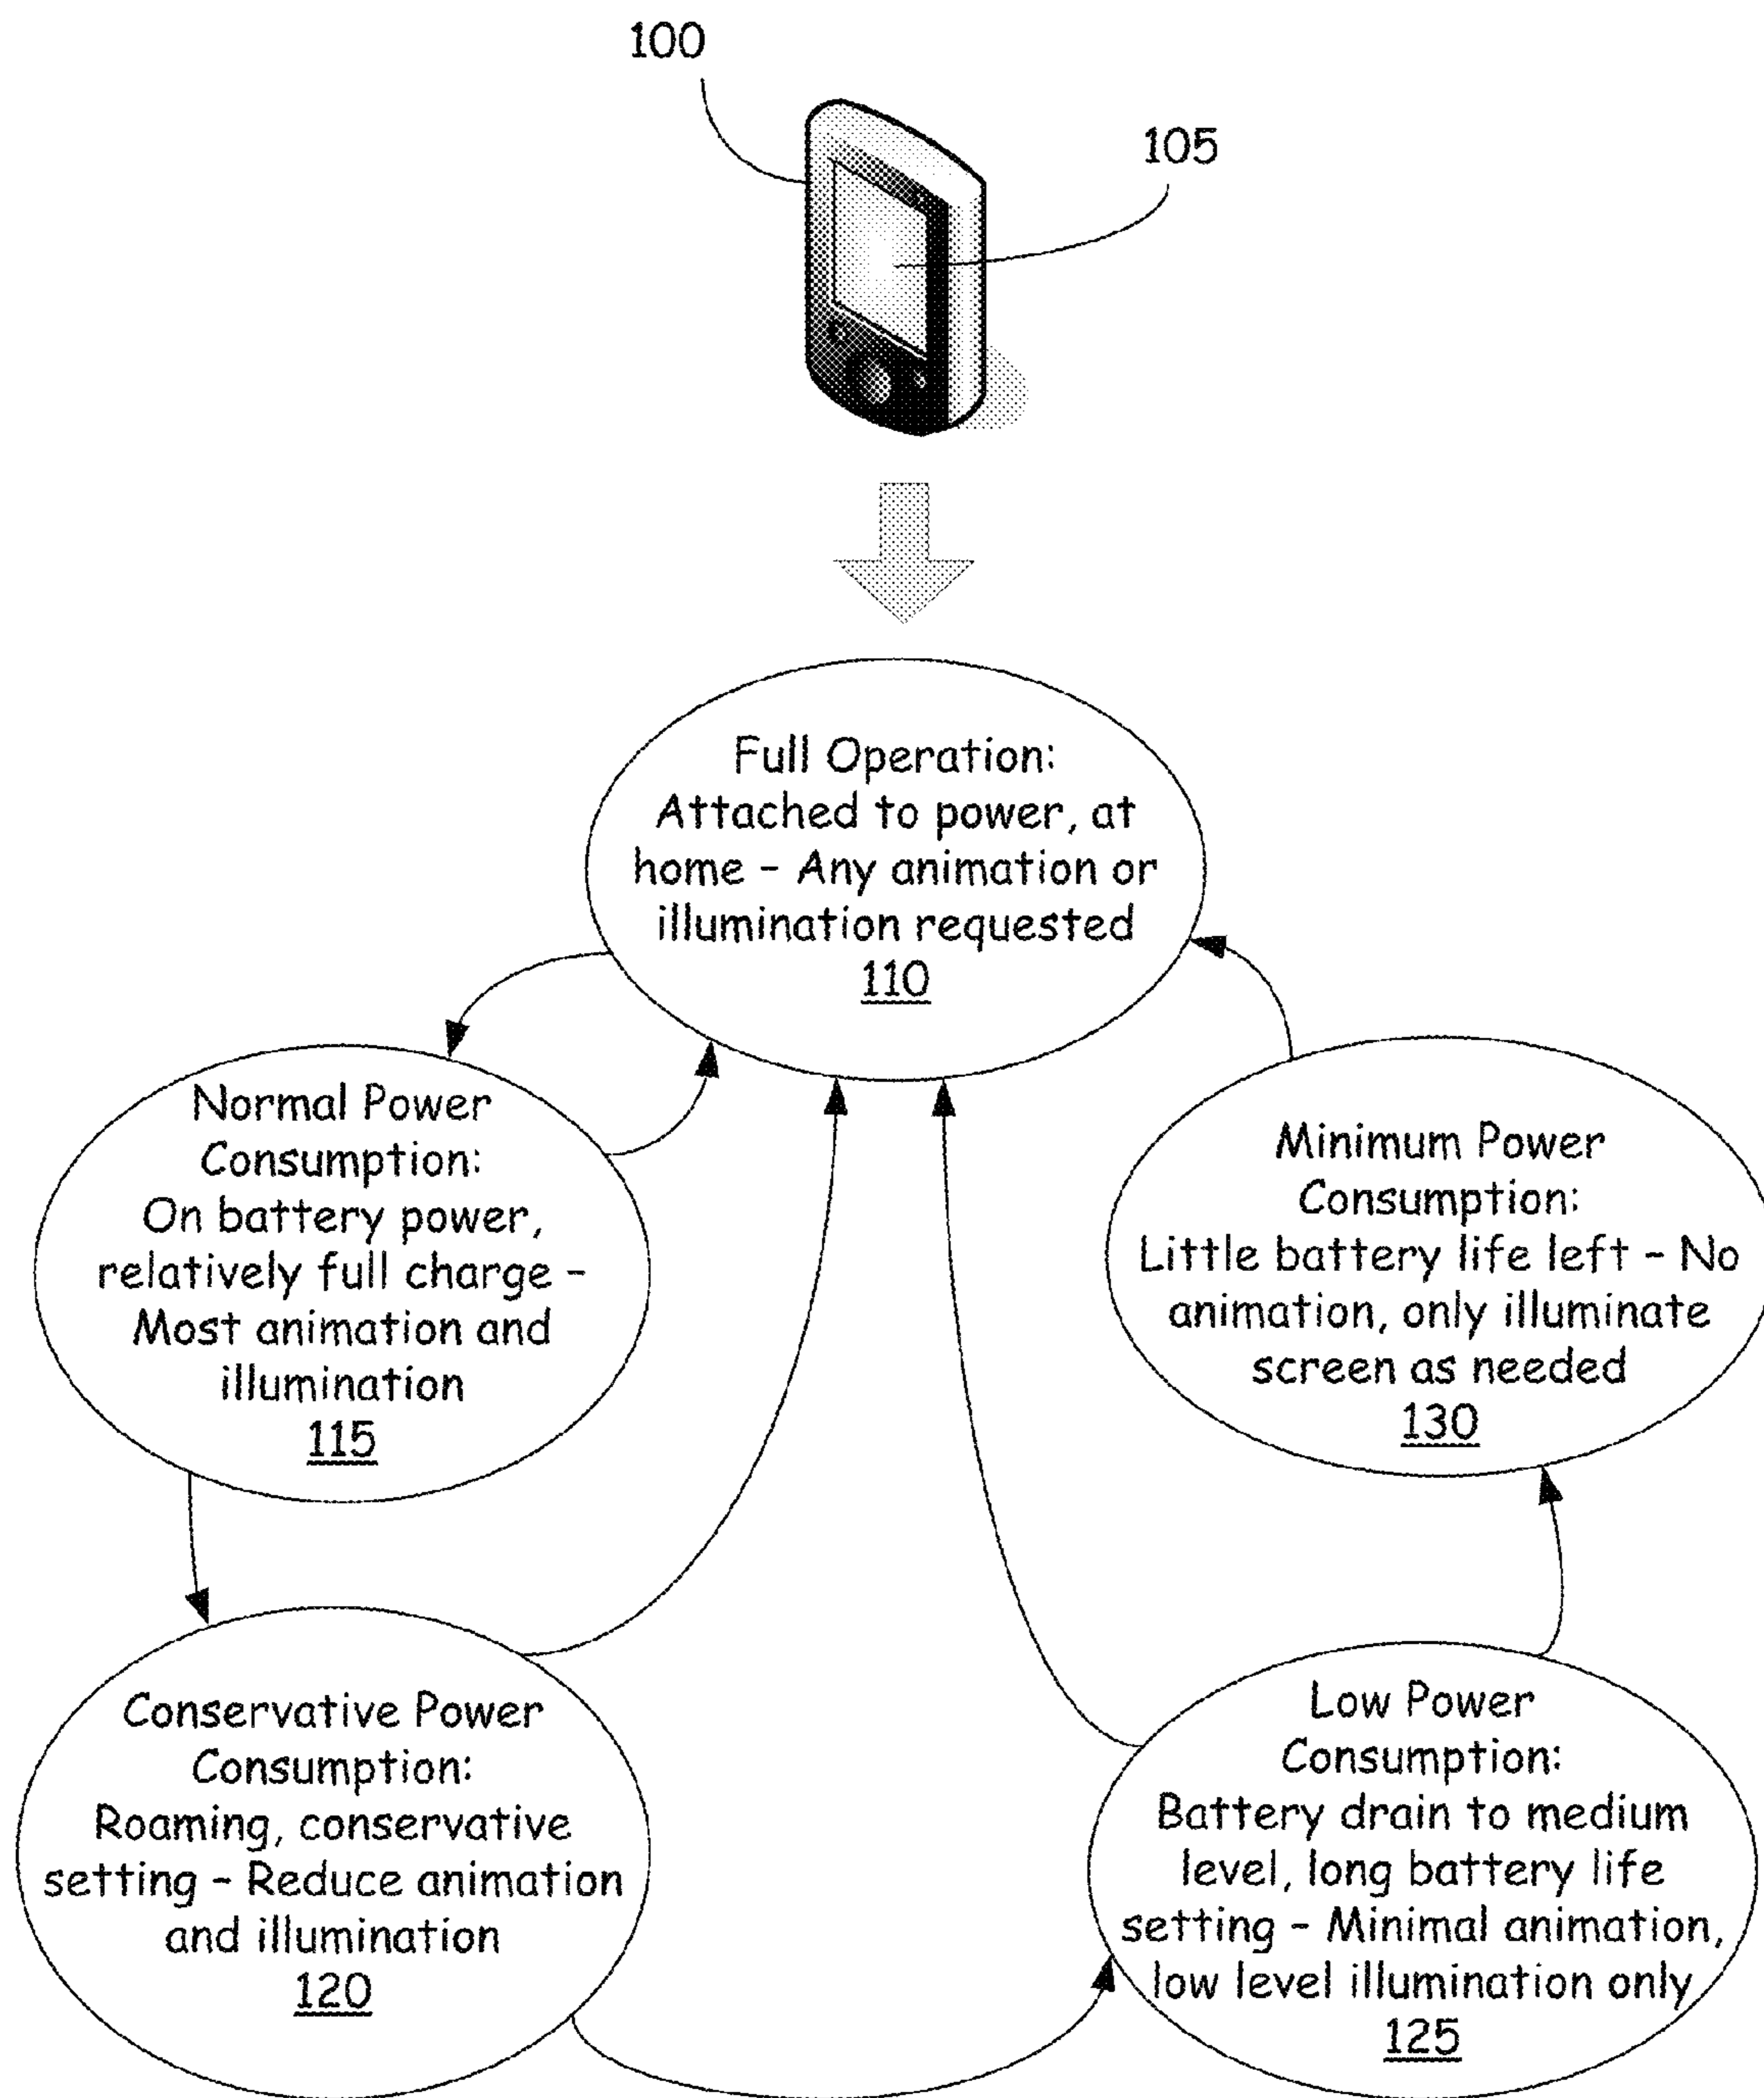 100
105
Full Operation:
Attached to power, at
home – Any animation or
illumination requested
110
Normal Power
Consumption:
On battery power,
relatively full charge –
Most animation and
illumination
115
Minimum Power
Consumption:
Little battery life left – No
animation, only illuminate
screen as needed
130
Conservative Power
Consumption:
Roaming, conservative
setting – Reduce animation
and illumination
120
Low Power
Consumption:
Battery drain to medium
level, long battery life
setting – Minimal animation,
low level illumination only
125